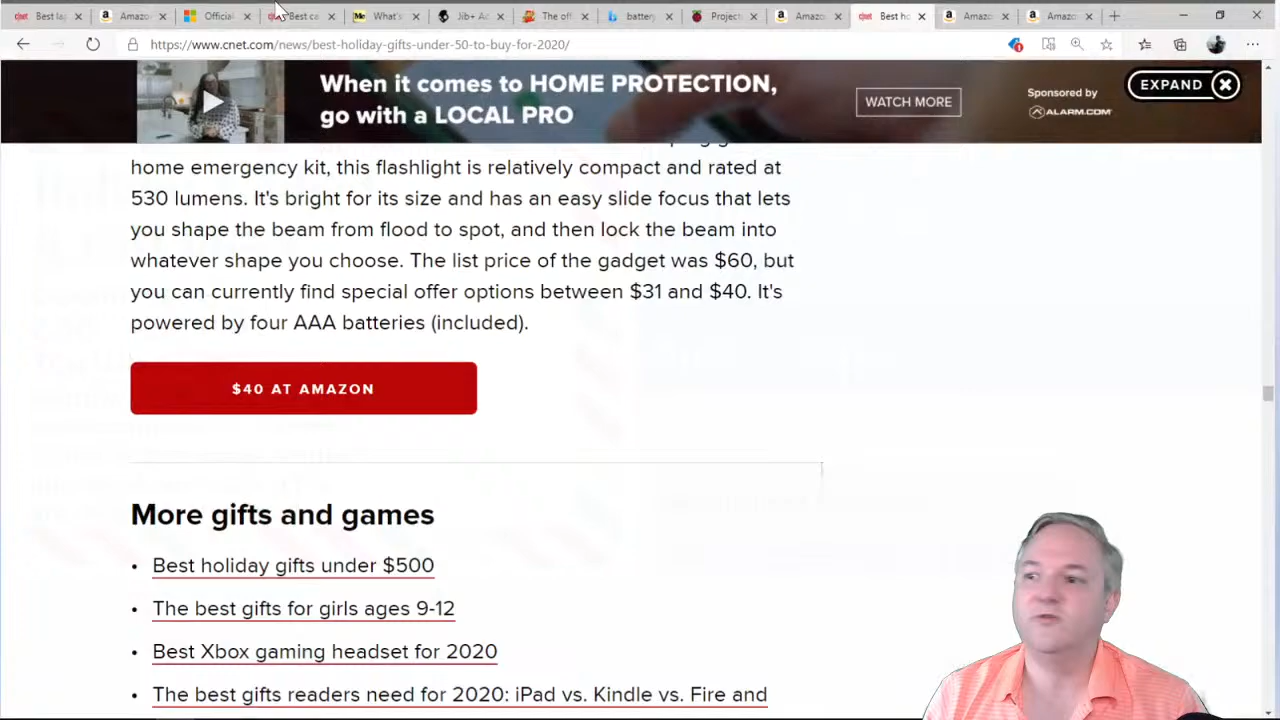 Best la
Amazo
Official
Best ca
What's
Jib+ Ac
The off
battery
Project
Amazo
Best ho
Amazo
Amazo
https://www.cnet.com/news/best-holiday-gifts-under-50-to-buy-for-2020/
When it comes to HOME PROTECTION,
go with a LOCAL PRO
WATCH MORE
Sponsored by
ALARM.COM
EXPAND
home emergency kit, this flashlight is relatively compact and rated at
530 lumens. It's bright for its size and has an easy slide focus that lets
you shape the beam from flood to spot, and then lock the beam into
whatever shape you choose. The list price of the gadget was $60, but
you can currently find special offer options between $31 and $40. It's
powered by four AAA batteries (included).
$40 AT AMAZON
More gifts and games
• Best holiday gifts under $500
• The best gifts for girls ages 9-12
• Best Xbox gaming headset for 2020
• The best gifts readers need for 2020: iPad vs. Kindle vs. Fire and